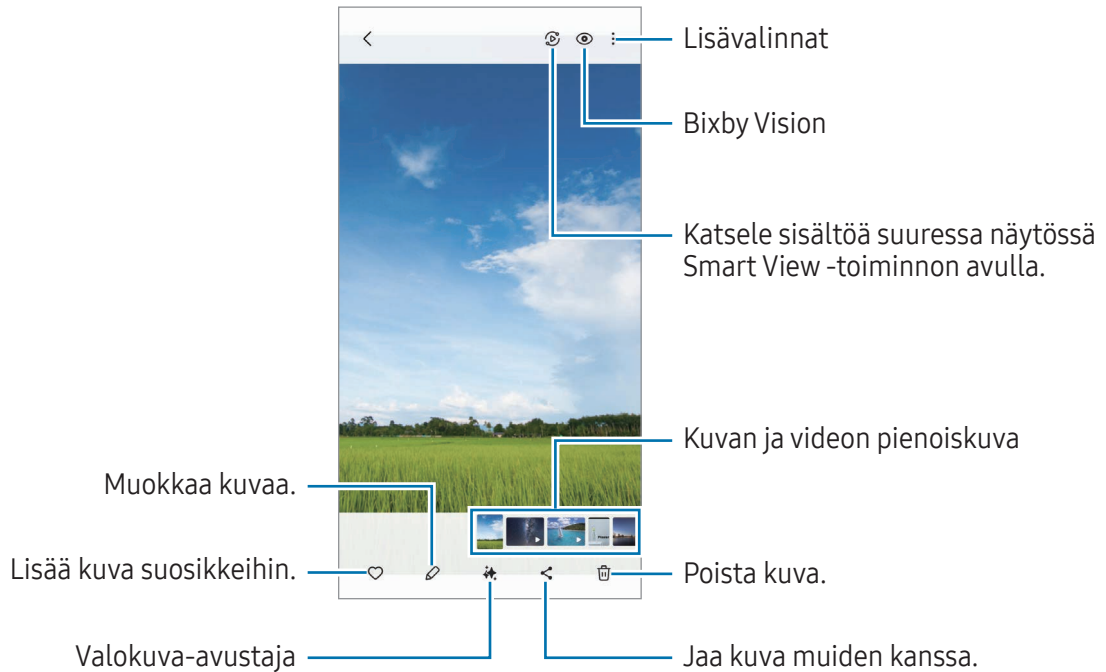 Lisävalinnat
Bixby Vision
Katsele sisältöä suuressa näytössä
Smart View -toiminnon avulla.
Kuvan ja videon pienoiskuva
Muokkaa kuvaa.
Lisää kuva suosikkeihin.
Poista kuva.
Valokuva-avustaja
Jaa kuva muiden kanssa.